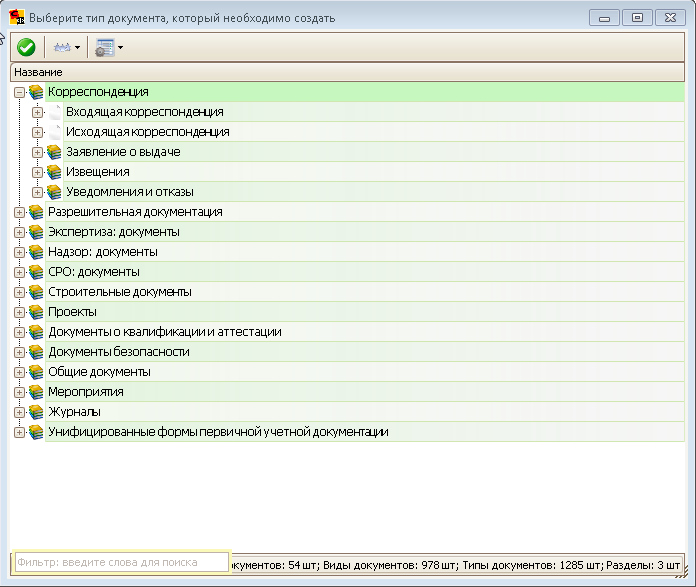 Выберите тип документа, который необходимо создать
Название
Корреспонденция
Входящая корреспонденция
Исходящая корреспонденция
Заявление о выдаче
Извещения
Уведомления и отказы
Разрешительная документация
Экспертиза: документы
Надзор: документы
СРО: документы
Строительные документы
Проекты
Документы о квалификации и аттестации
Документы безопасности
Общие документы
Мероприятия
Журналы
Унифицированные формы первичной учетной документации
Фильтр: введите слова для поиска
кументов: 54 шт; Виды документов: 978 шт; Типы документов: 1285 шт; Разделы: 3 шт